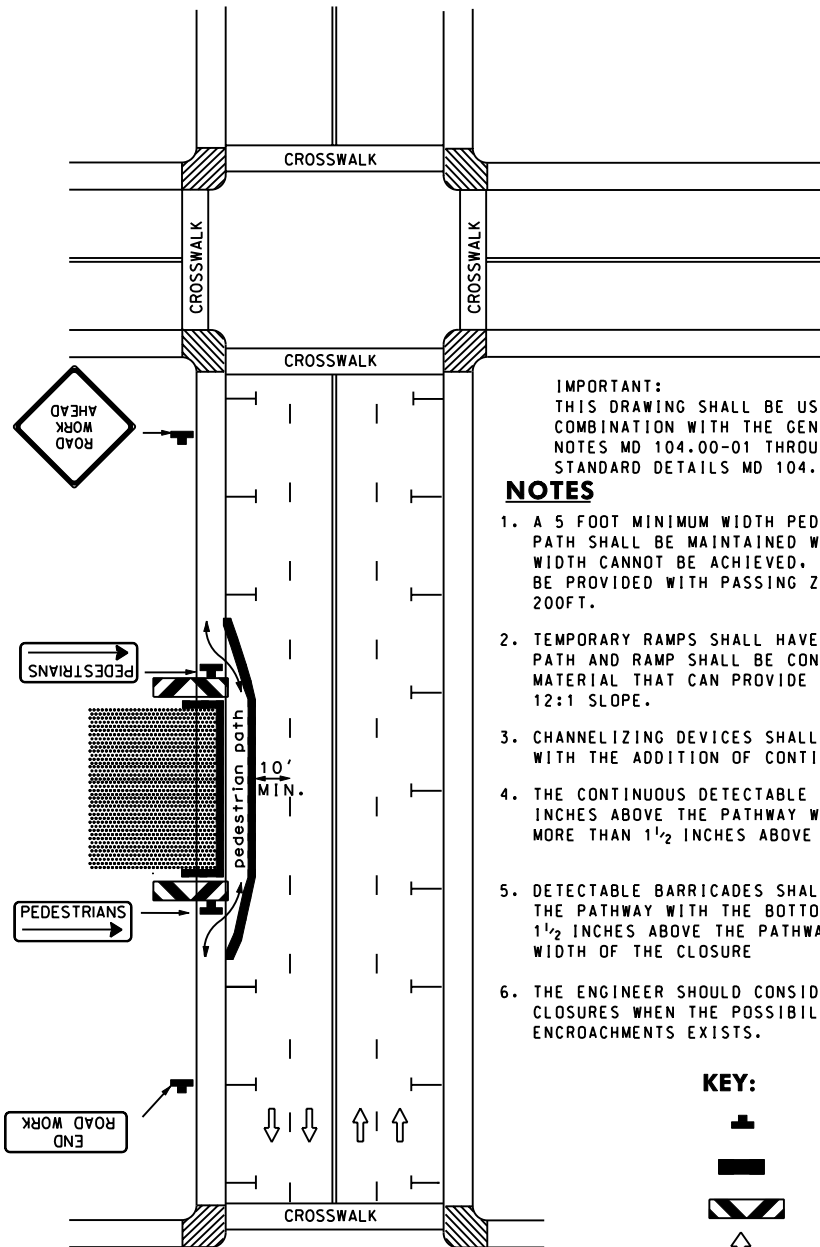 CROSSWALK
CROSSWALK
CROSSWALK
CROSSWALK
ROAD
WORK
AHEAD
IMPORTANT:
THIS DRAWING SHALL BE US
COMBINATION WITH THE GEN
NOTES MD 104.00-01 THROU
STANDARD DETAILS MD 104.
NOTES
1. A 5 FOOT MINIMUM WIDTH PED
PATH SHALL BE MAINTAINED W
WIDTH CANNOT BE ACHIEVED,
BE PROVIDED WITH PASSING Z
200FT.
2. TEMPORARY RAMPS SHALL HAVE
PATH AND RAMP SHALL BE CON
MATERIAL THAT CAN PROVIDE
12:1 SLOPE.
3. CHANNELIZING DEVICES SHALL
WITH THE ADDITION OF CONTI
4. THE CONTINUOUS DETECTABLE
INCHES ABOVE THE PATHWAY W
MORE THAN 1 1/2 INCHES ABOVE
5. DETECTABLE BARRICADES SHAL
THE PATHWAY WITH THE BOTTO
1 1/2 INCHES ABOVE THE PATHWA
WIDTH OF THE CLOSURE
6. THE ENGINEER SHOULD CONSID
CLOSURES WHEN THE POSSIBIL
ENCROACHMENTS EXISTS.
PEDESTRIANS
pedestrian path
10'
MIN.
PEDESTRIANS
END
ROAD WORK
CROSSWALK
KEY: